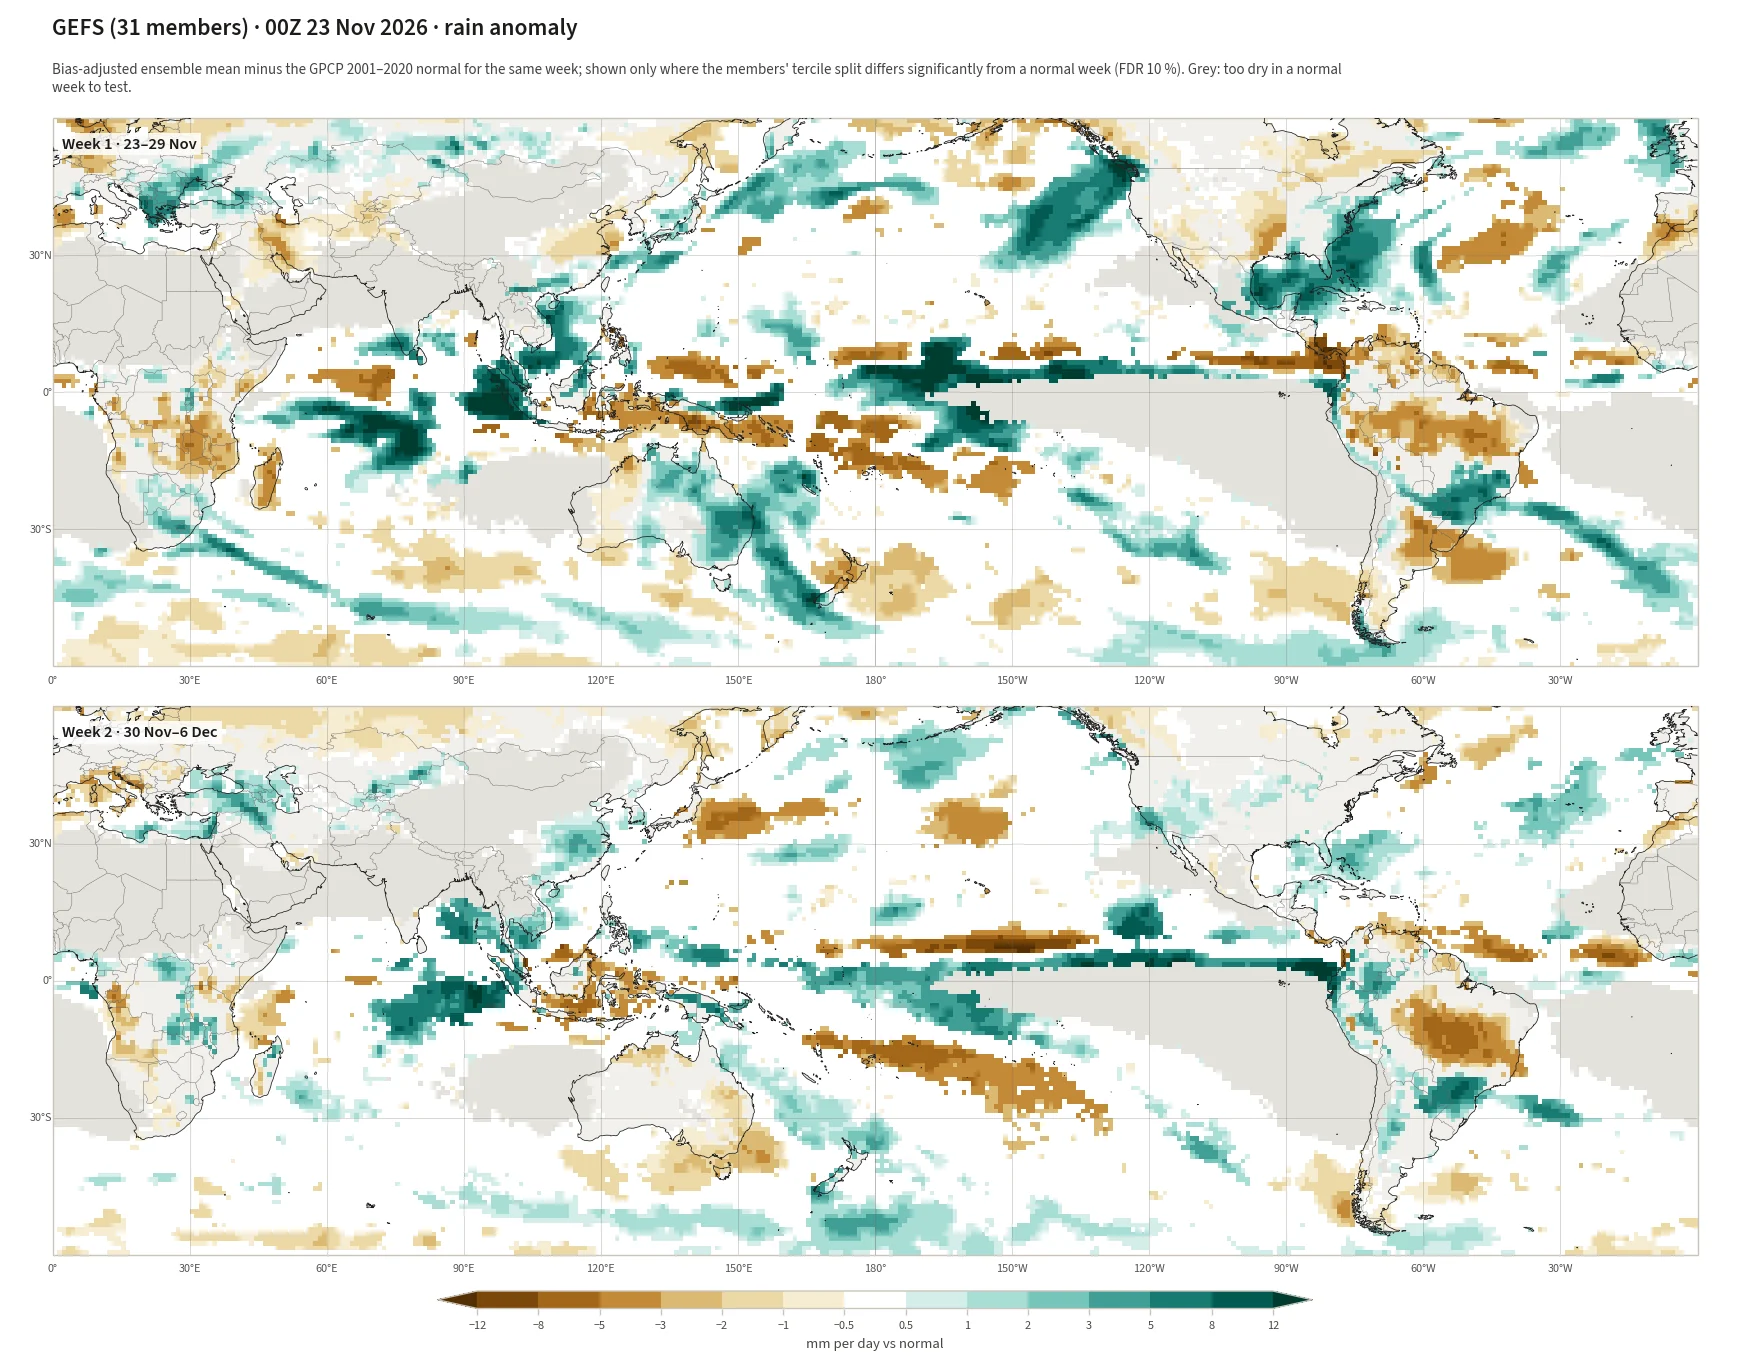 GEFS (31 members) · 00Z 23 Nov 2026 · rain anomaly
Bias-adjusted ensemble mean minus the GPCP 2001–2020 normal for the same week; shown only where the members' tercile split differs significantly from a normal week (FDR 10 %). Grey: too dry in a normal
week to test.
Week 1 · 23–29 Nov
30°N
0°
30°S
0° 30°E 60°E 90°E 120°E 150°E 180° 150°W 120°W 90°W 60°W 30°W
Week 2 · 30 Nov–6 Dec
30°N
0°
30°S
0° 30°E 60°E 90°E 120°E 150°E 180° 150°W 120°W 90°W 60°W 30°W
−12 −8 −5 −3 −2 −1 −0.5 0.5 1 2 3 5 8 12
mm per day vs normal